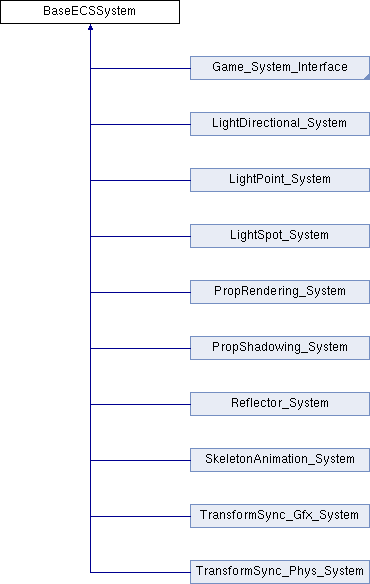 BaseECSSystem
Game_System_Interface
LightDirectional_System
LightPoint_System
LightSpot_System
PropRendering_System
PropShadowing_System
Reflector_System
SkeletonAnimation_System
TransformSync_Gfx_System
TransformSync_Phys_System